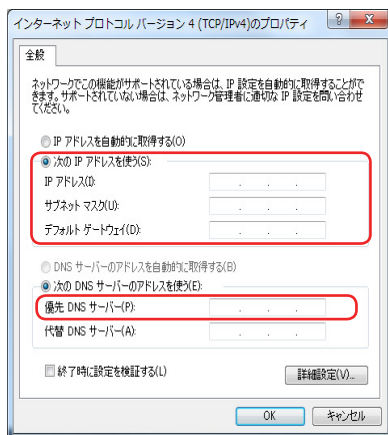 インターネット プロトコル バージョン 4 (TCP/IPv4)のプロパティ
全般
ネットワークでこの機能がサポートされている場合は、IP 設定を自動的に取得することがで
きます。サポートされていない場合は、ネットワーク管理者に適切な IP 設定を問い合わせ
てください。
IP アドレスを自動的に取得する(O)
次の IP アドレスを使う(S):
IP アドレス(I):
サブネット マスク(U):
デフォルト ゲートウェイ(D):
DNS サーバーのアドレスを自動的に取得する(B)
次の DNS サーバーのアドレスを使う(E):
優先 DNS サーバー(P):
代替 DNS サーバー(A):
終了時に設定を検証する(L)
詳細設定(V)...
OK
キャンセル